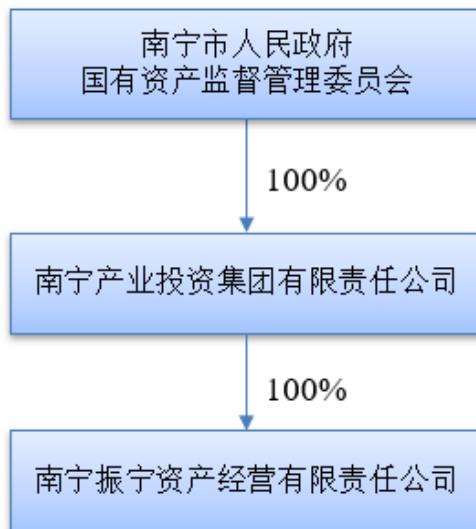 南宁市人民政府
国有资产监督管理委员会
100%
南宁产业投资集团有限责任公司
100%
南宁振宁资产经营有限责任公司